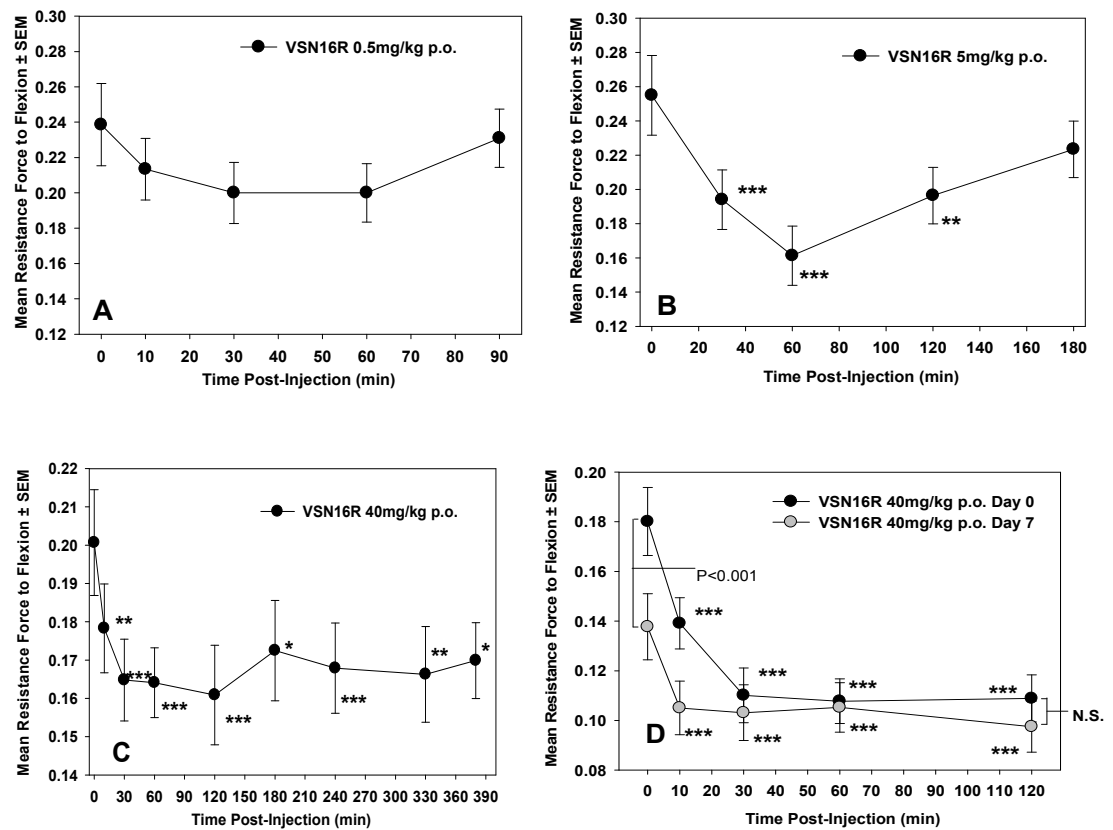 VSN16R 0.5mg/kg p.o.
Mean Resistance Force to Flexion ± SEM
0.30
0.28
0.26
0.24
0.22
0.20
0.18
0.16
0.14
0.12
A
0 10 20 30 40 50 60 70 80 90
Time Post-Injection (min)
VSN16R 5mg/kg p.o.
Mean Resistance Force to Flexion ± SEM
0.30
0.28
0.26
0.24
0.22
0.20
0.18
0.16
0.14
0.12
***
***
**
B
0 20 40 60 80 100 120 140 160 180
Time Post-Injection (min)
VSN16R 40mg/kg p.o.
Mean Resistance Force to Flexion ± SEM
0.22
0.21
0.20
0.19
0.18
0.17
0.16
0.15
0.14
**
***
***
***
*
***
**
*
C
0 30 60 90 120 150 180 210 240 270 300 330 360 390
Time Post-Injection (min)
VSN16R 40mg/kg p.o. Day 0
VSN16R 40mg/kg p.o. Day 7
Mean Resistance Force to Flexion ± SEM
0.20
0.18
0.16
0.14
0.12
0.10
0.08
P<0.001
***
***
***
***
N.S.
***
***
***
***
D
0 10 20 30 40 50 60 70 80 90 100 110 120
Time Post-Injection (min)